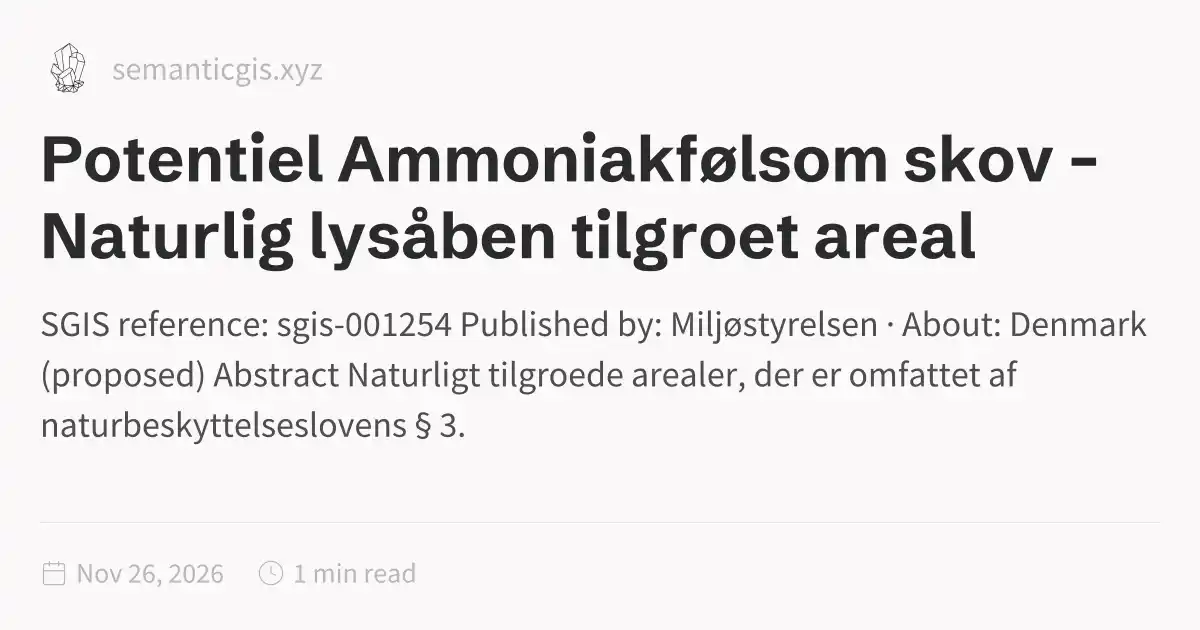 semanticgis.xyz
Potentiel Ammoniakfølsom skov –
Naturlig lysåben tilgroet areal
SGIS reference: sgis-001254 Published by: Miljøstyrelsen · About: Denmark
(proposed) Abstract Naturligt tilgroede arealer, der er omfattet af
naturbeskyttelseslovens § 3.
Nov 26, 2026 1 min read